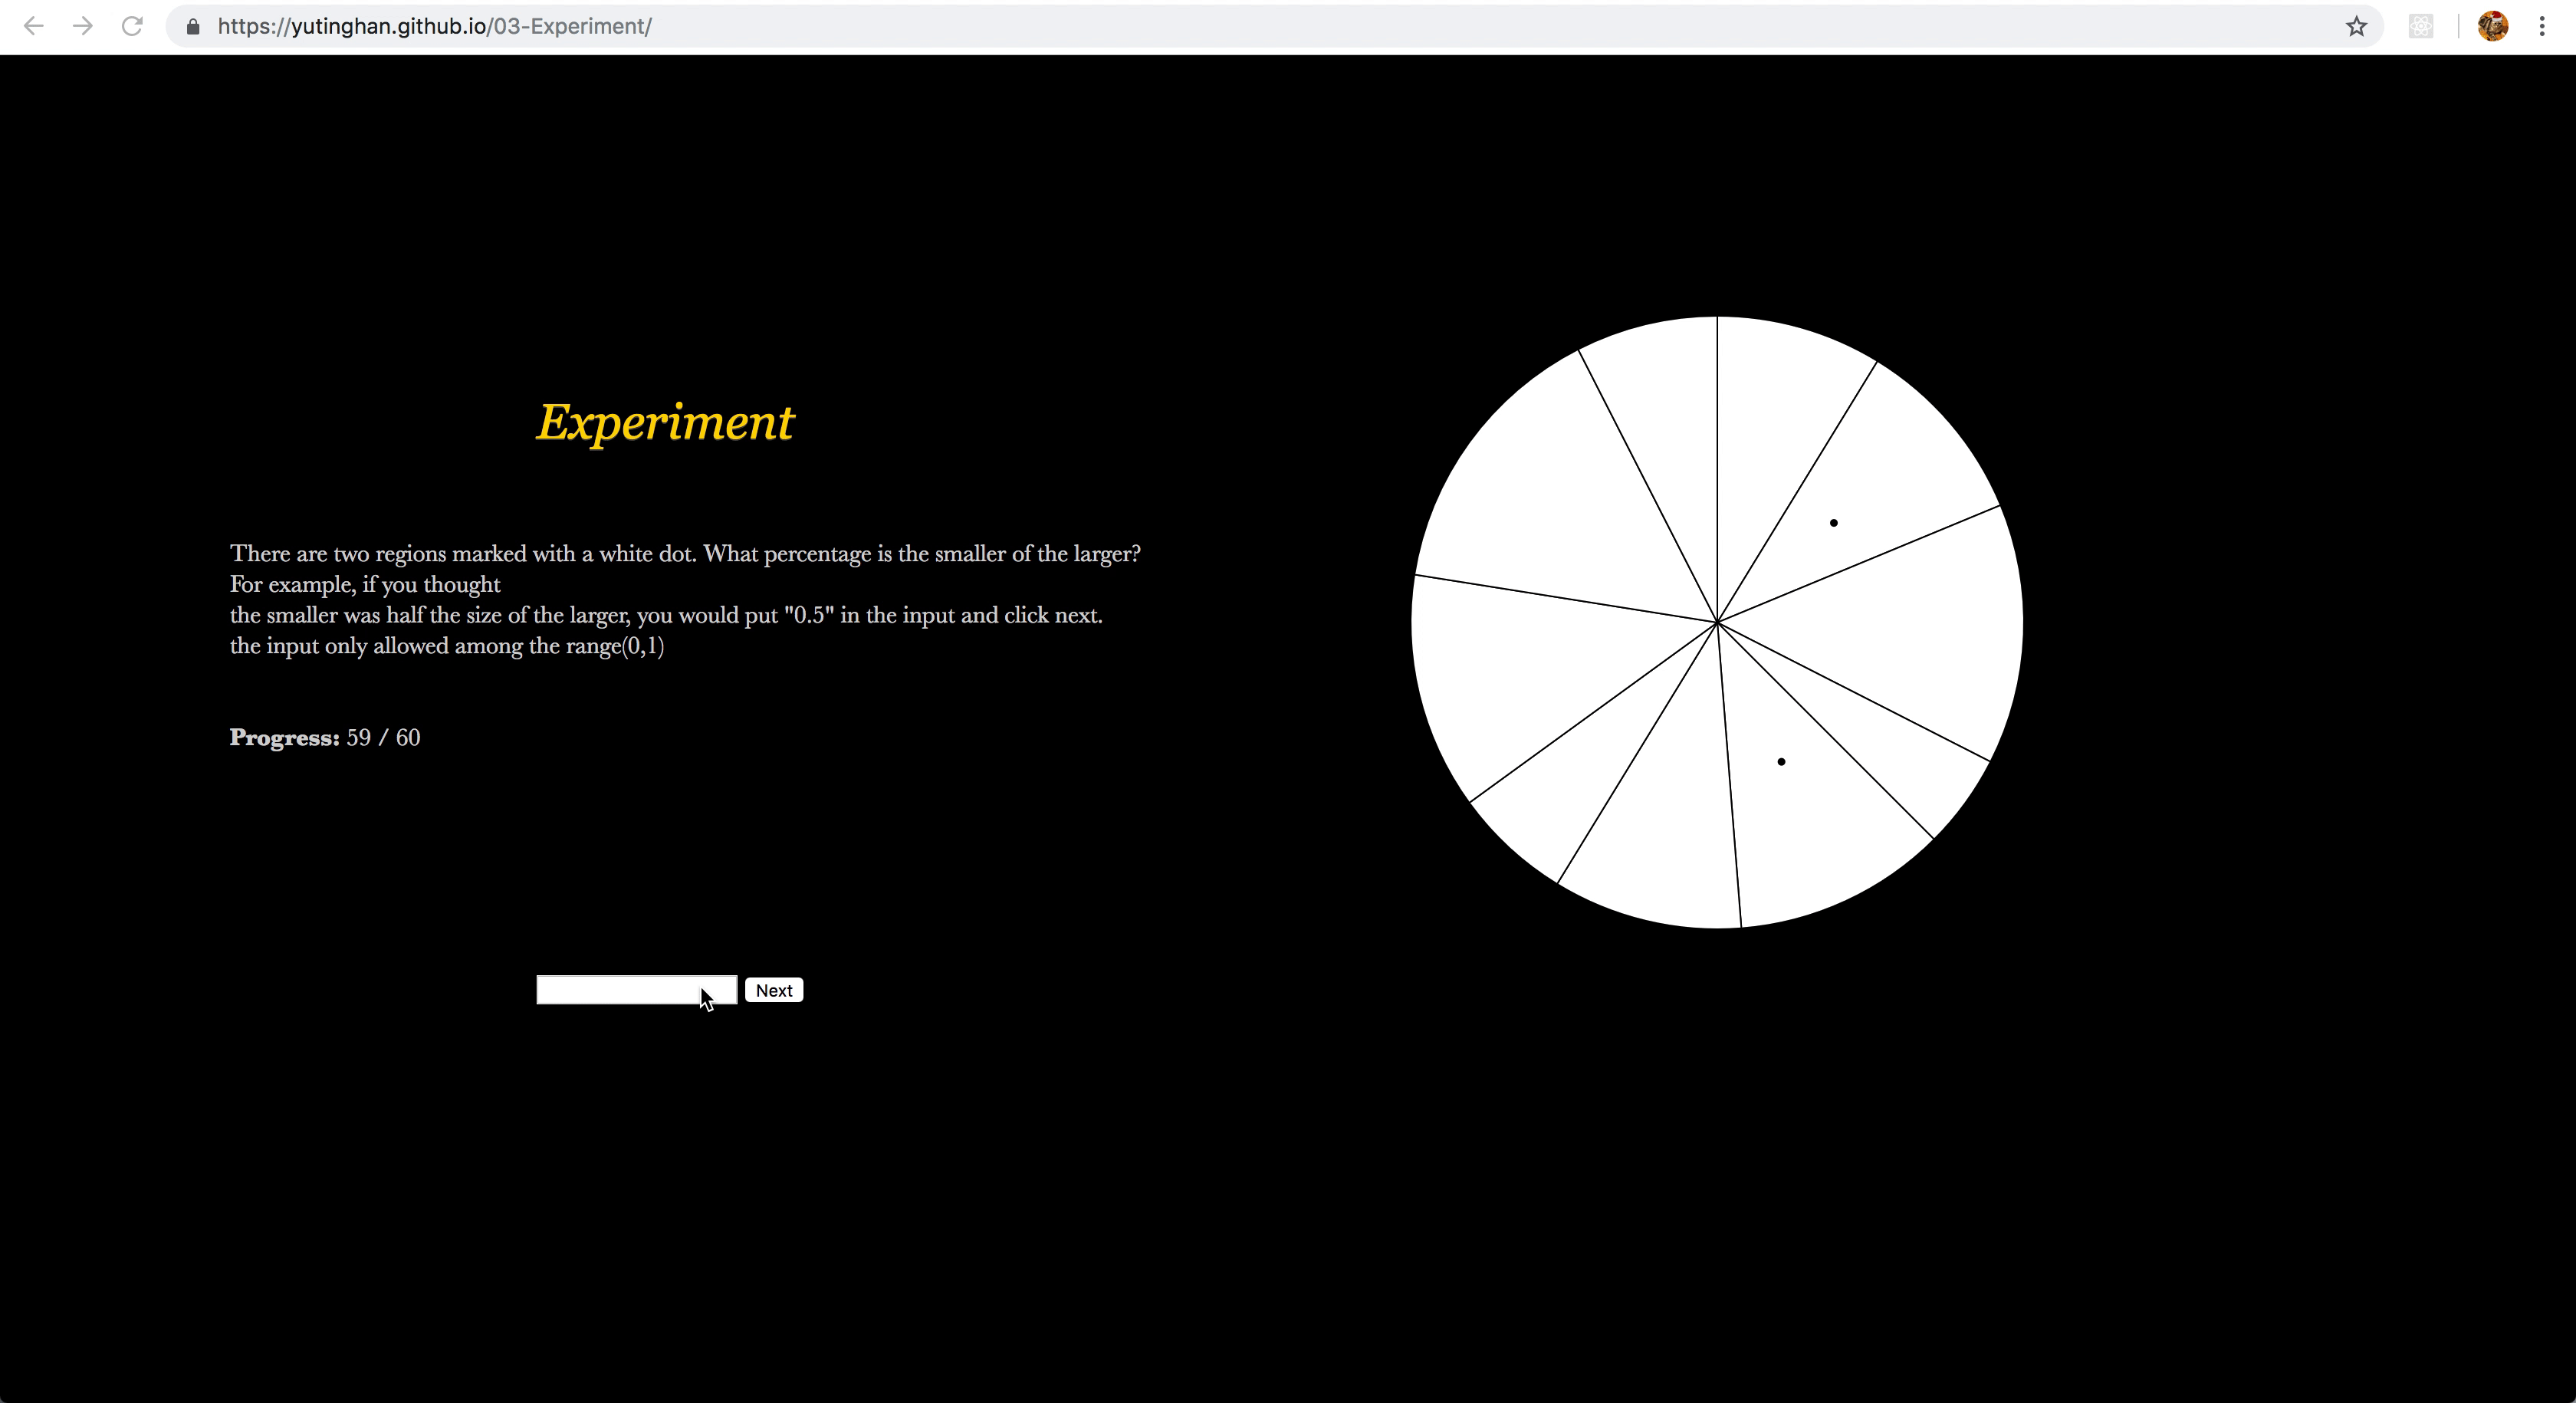 https://yutinghan.github.io/03-Experiment/
Experiment
There are two regions marked with a white dot. What percentage is the smaller of the larger?
For example, if you thought
the smaller was half the size of the larger, you would put "0.5" in the input and click next.
the input only allowed among the range(0,1)
Progress: 59 / 60
Next